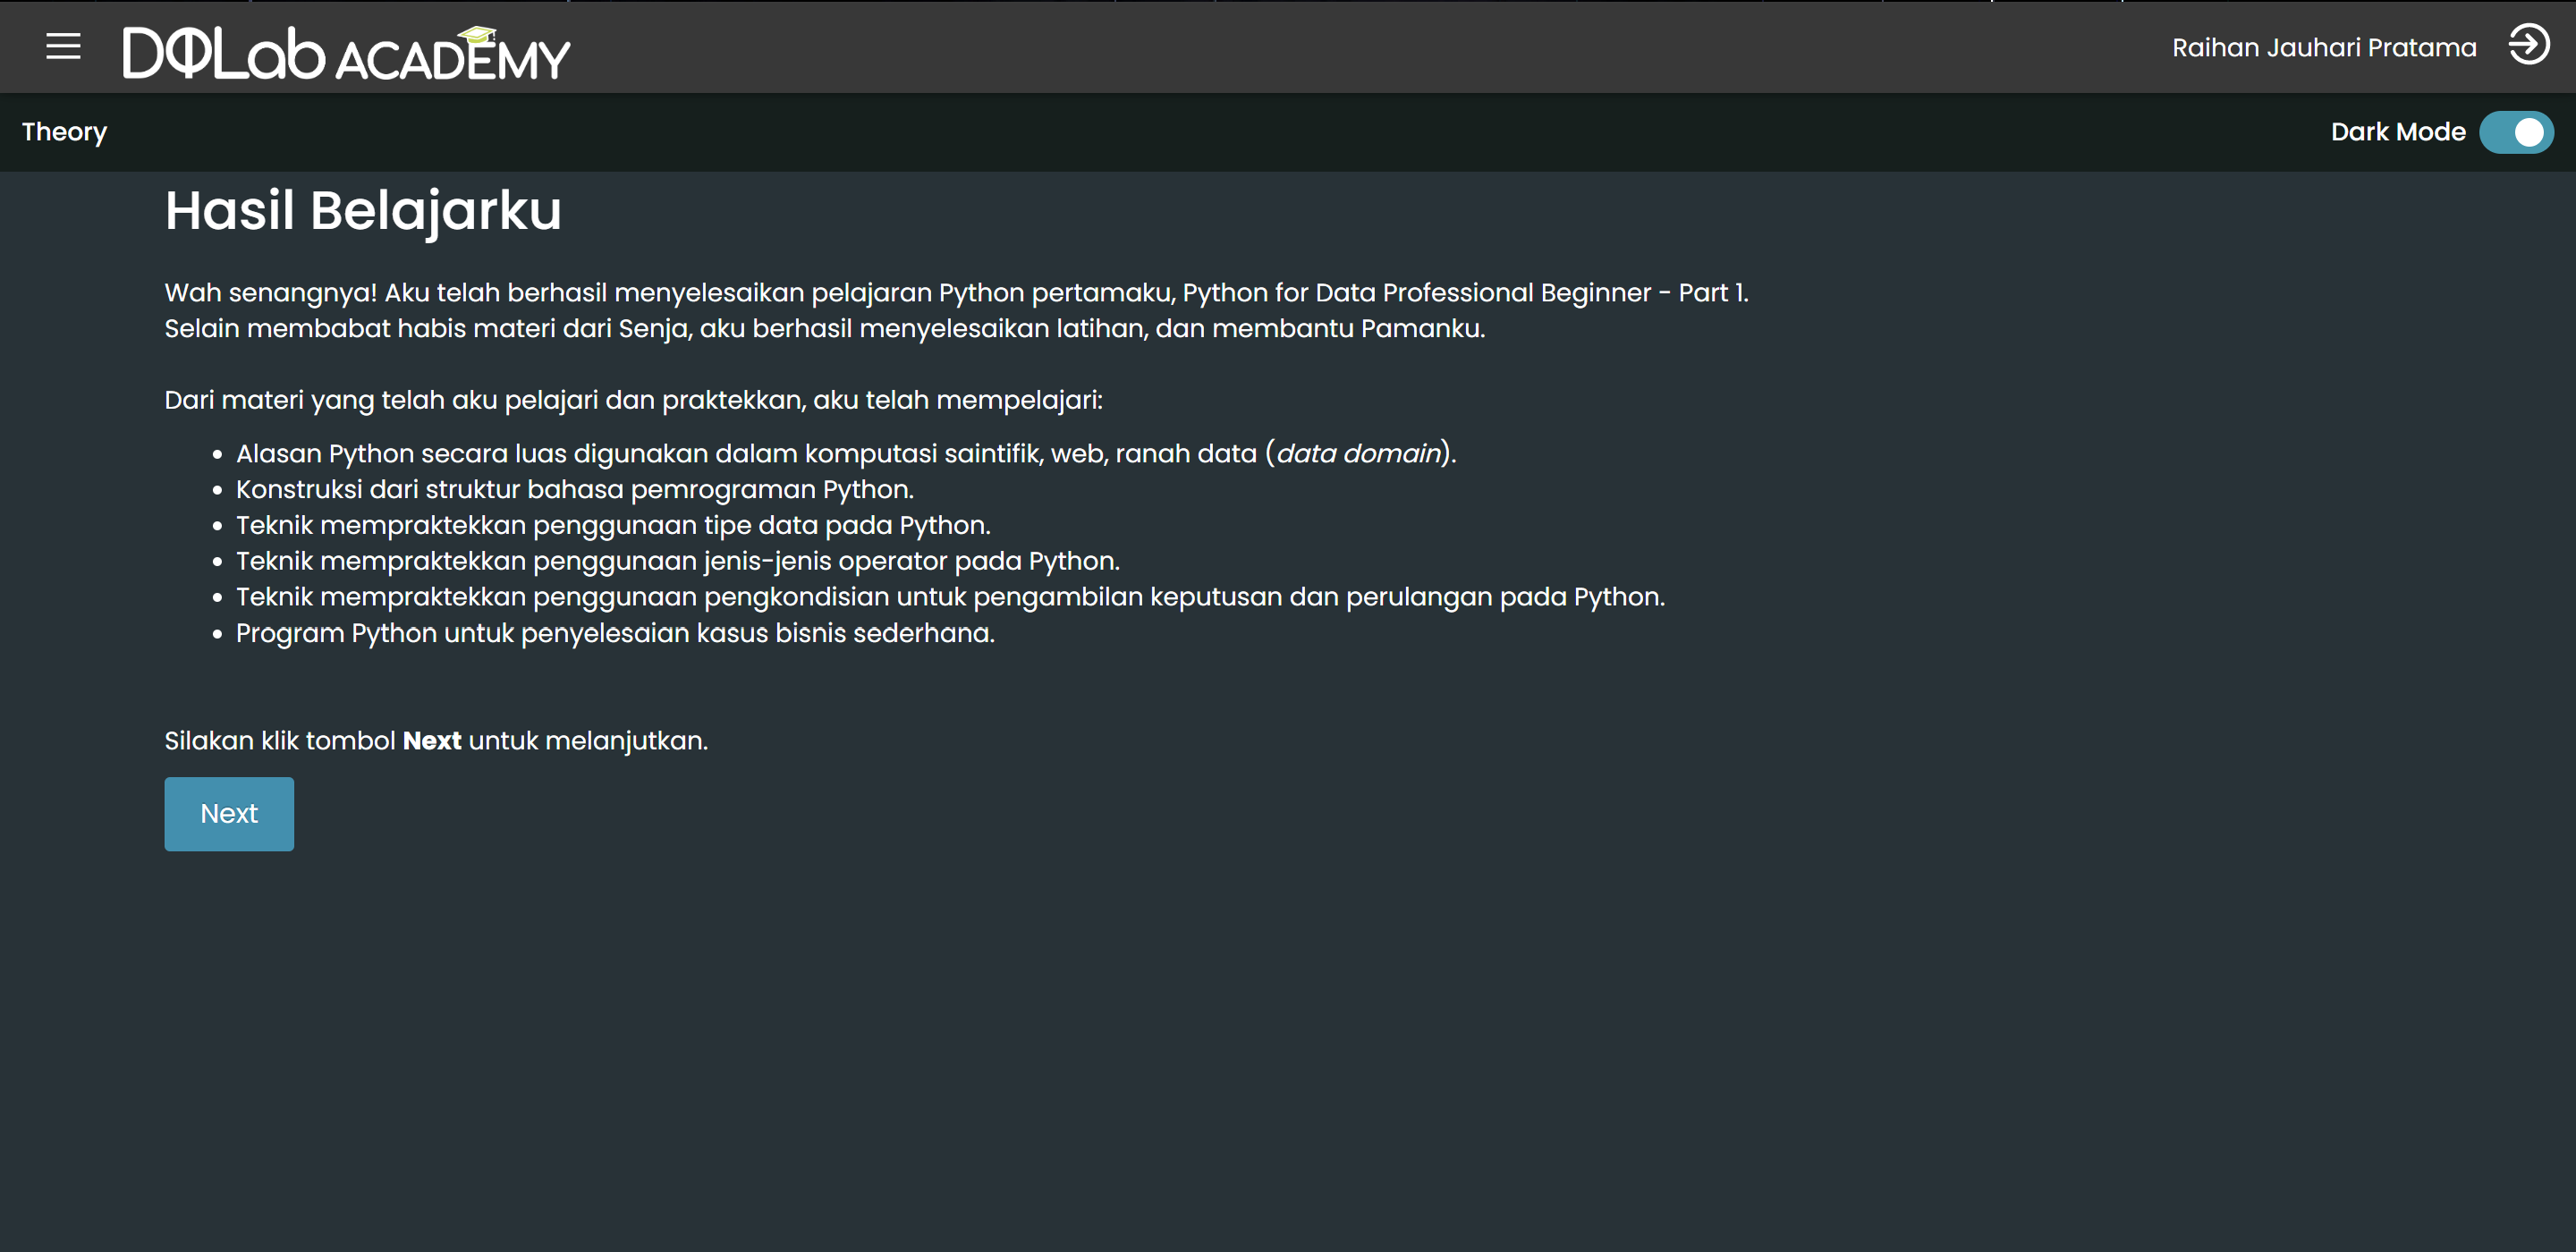 DQLab ACADEMY
Raihan Jauhari Pratama
Theory
Dark Mode
Hasil Belajarku
Wah senangnya! Aku telah berhasil menyelesaikan pelajaran Python pertamaku, Python for Data Professional Beginner - Part 1.
Selain membabat habis materi dari Senja, aku berhasil menyelesaikan latihan, dan membantu Pamanku.
Dari materi yang telah aku pelajari dan praktekkan, aku telah mempelajari:
• Alasan Python secara luas digunakan dalam komputasi saintifik, web, ranah data (data domain).
• Konstruksi dari struktur bahasa pemrograman Python.
• Teknik mempraktekkan penggunaan tipe data pada Python.
• Teknik mempraktekkan penggunaan jenis-jenis operator pada Python.
• Teknik mempraktekkan penggunaan pengkondisian untuk pengambilan keputusan dan perulangan pada Python.
• Program Python untuk penyelesaian kasus bisnis sederhana.
Silakan klik tombol Next untuk melanjutkan.
Next